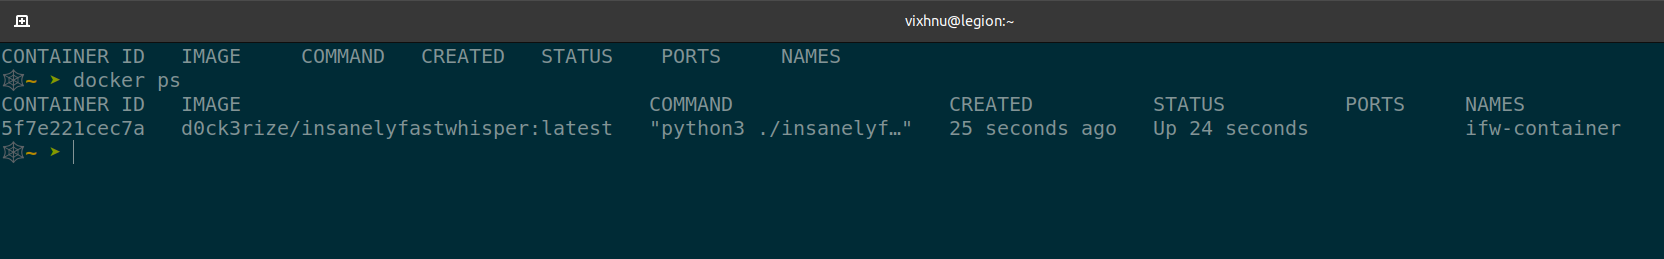 vixhnu@legion:~
CONTAINER ID   IMAGE     COMMAND   CREATED   STATUS    PORTS     NAMES
~ ➤ docker ps
CONTAINER ID   IMAGE                                  COMMAND                  CREATED          STATUS          PORTS     NAMES
5f7e221cec7a   d0ck3rize/insanelyfastwhisper:latest   "python3 ./insanelyf…"   25 seconds ago   Up 24 seconds             ifw-container
~ ➤